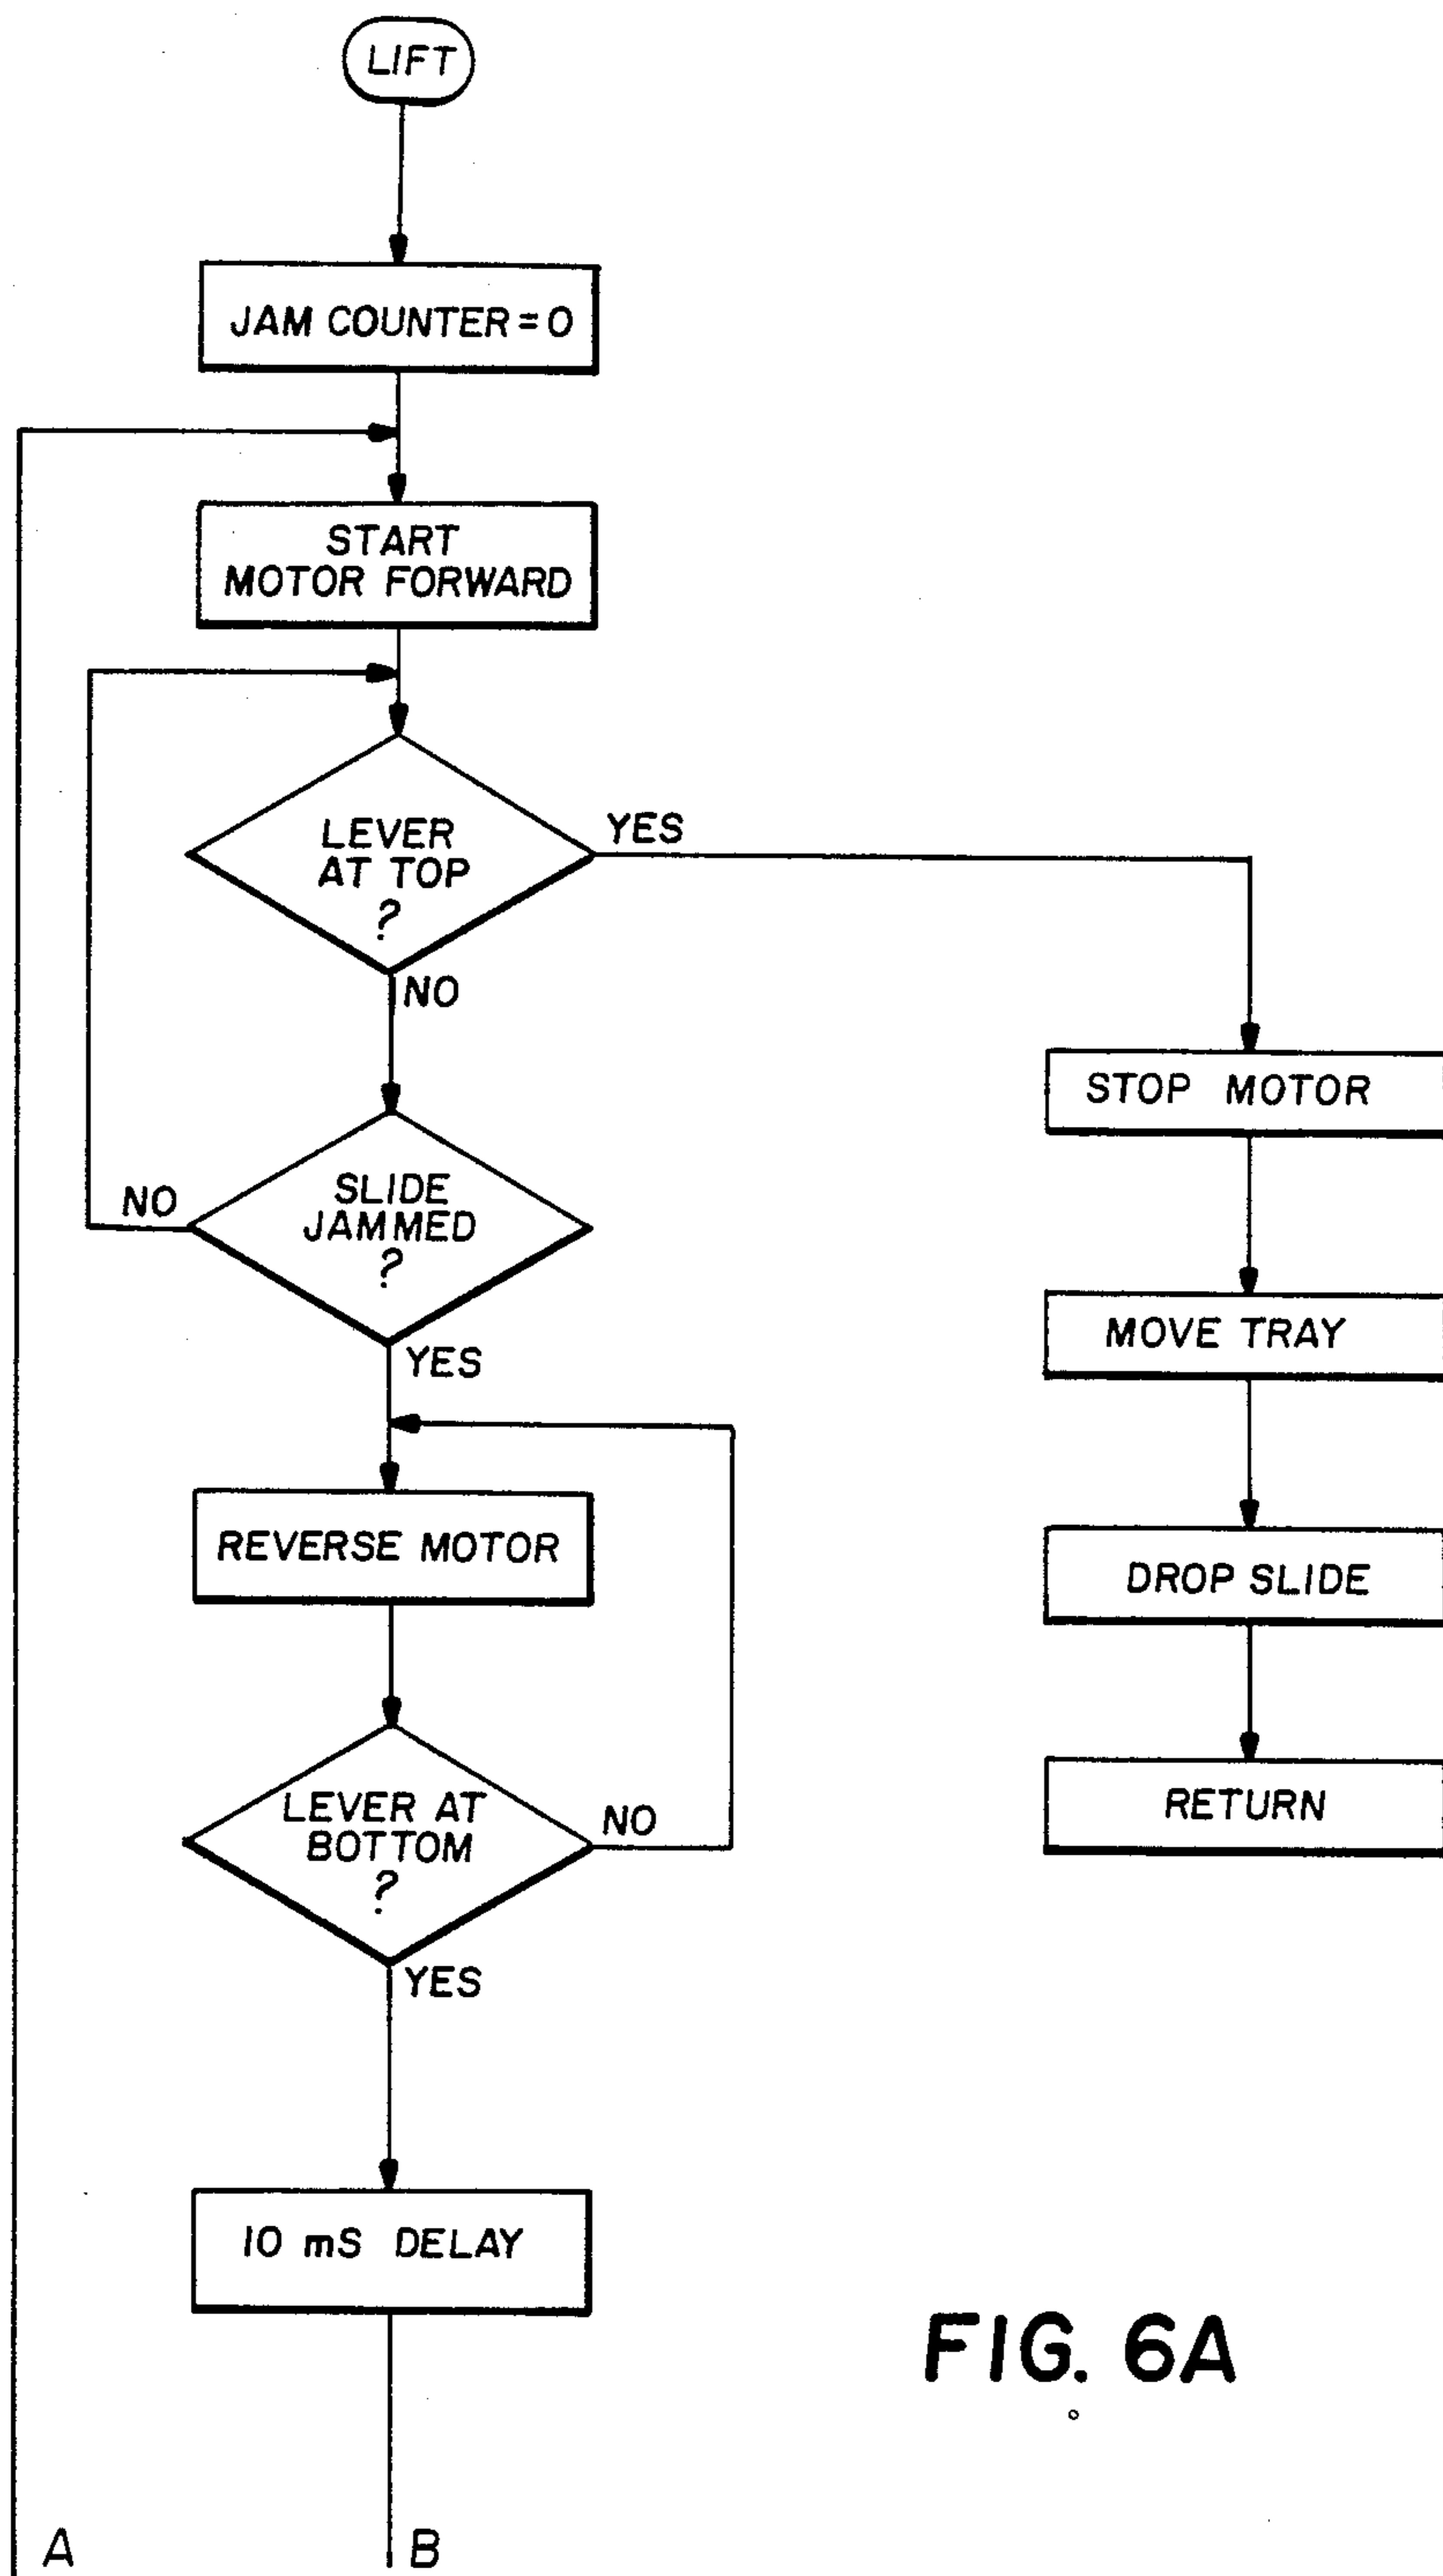 LIFT
JAM COUNTER = 0
START
MOTOR FORWARD
LEVER
AT TOP
?
YES
NO
SLIDE
JAMMED
?
NO
YES
REVERSE MOTOR
LEVER AT
BOTTOM
?
NO
YES
10 mS DELAY
A
B
STOP MOTOR
MOVE TRAY
DROP SLIDE
RETURN
FIG. 6A